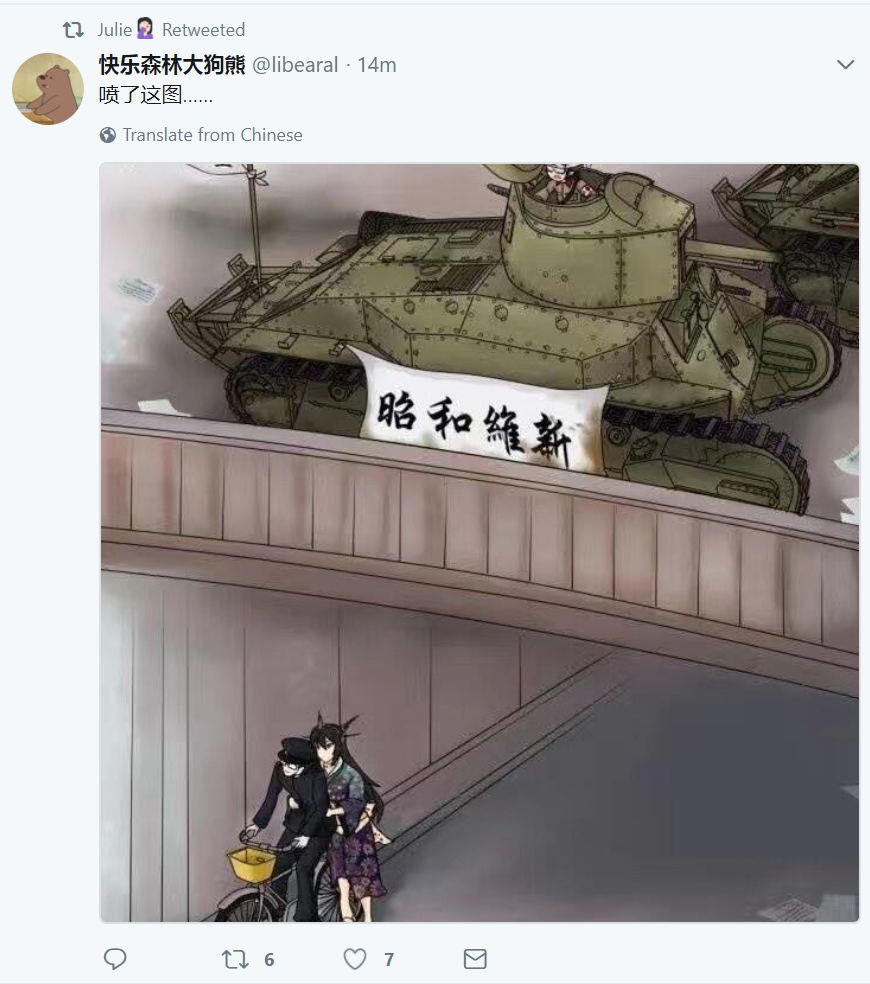 Julie🤦🏻‍♀️ Retweeted
快乐森林大狗熊 @libearal · 14m
喷了这图......
Translate from Chinese
昭和維新
6 7